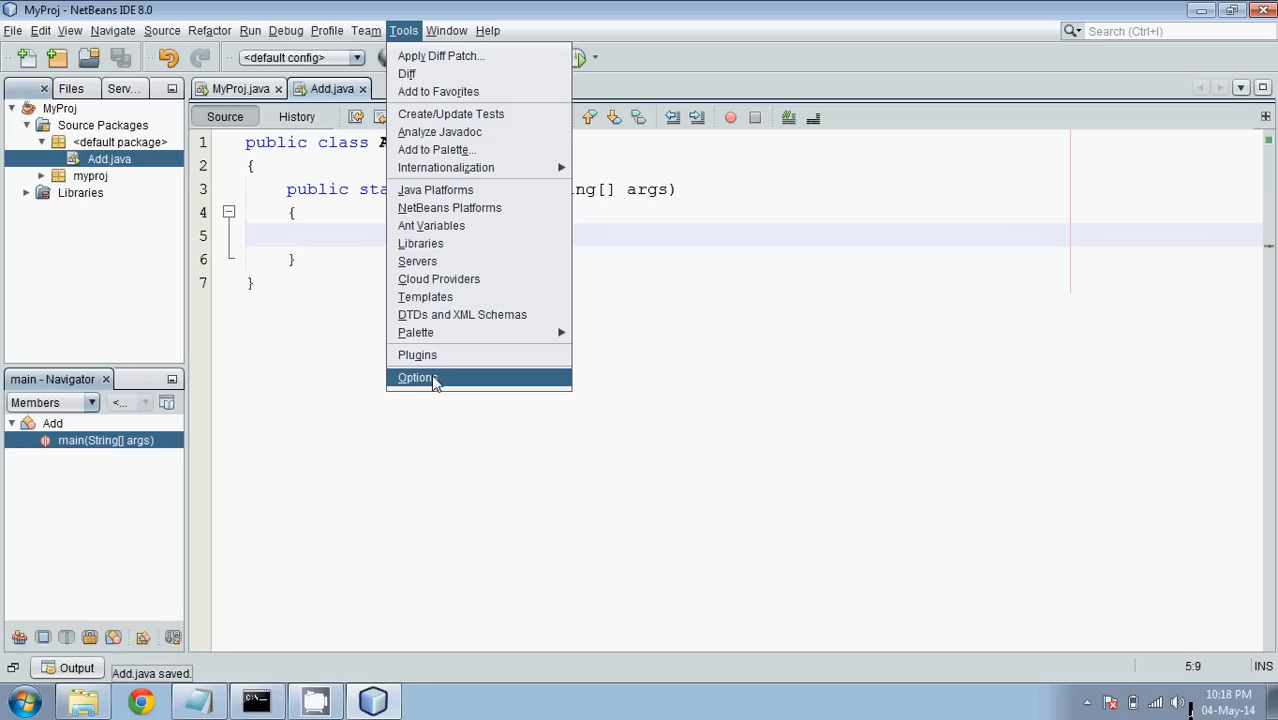 MyProj - NetBeans IDE 8.0
File Edit View Navigate Source Refactor Run Debug Profile Team Tools Window Help
Search (Ctrl+I)
<default config>
Files Serv...
MyProj.java Add.java
Source History
MyProj
Source Packages
<default package>
Add.java
myproj
Libraries
1 public class A
2 {
3 public sta ng[] args)
4 {
5
6 }
7 }
Apply Diff Patch...
Diff
Add to Favorites
Create/Update Tests
Analyze Javadoc
Add to Palette...
Internationalization
Java Platforms
NetBeans Platforms
Ant Variables
Libraries
Servers
Cloud Providers
Templates
DTDs and XML Schemas
Palette
Plugins
Options
main - Navigator
Members <...
Add
main(String[] args)
Output
Add.java saved.
5:9 INS
10:18 PM
04-May-14